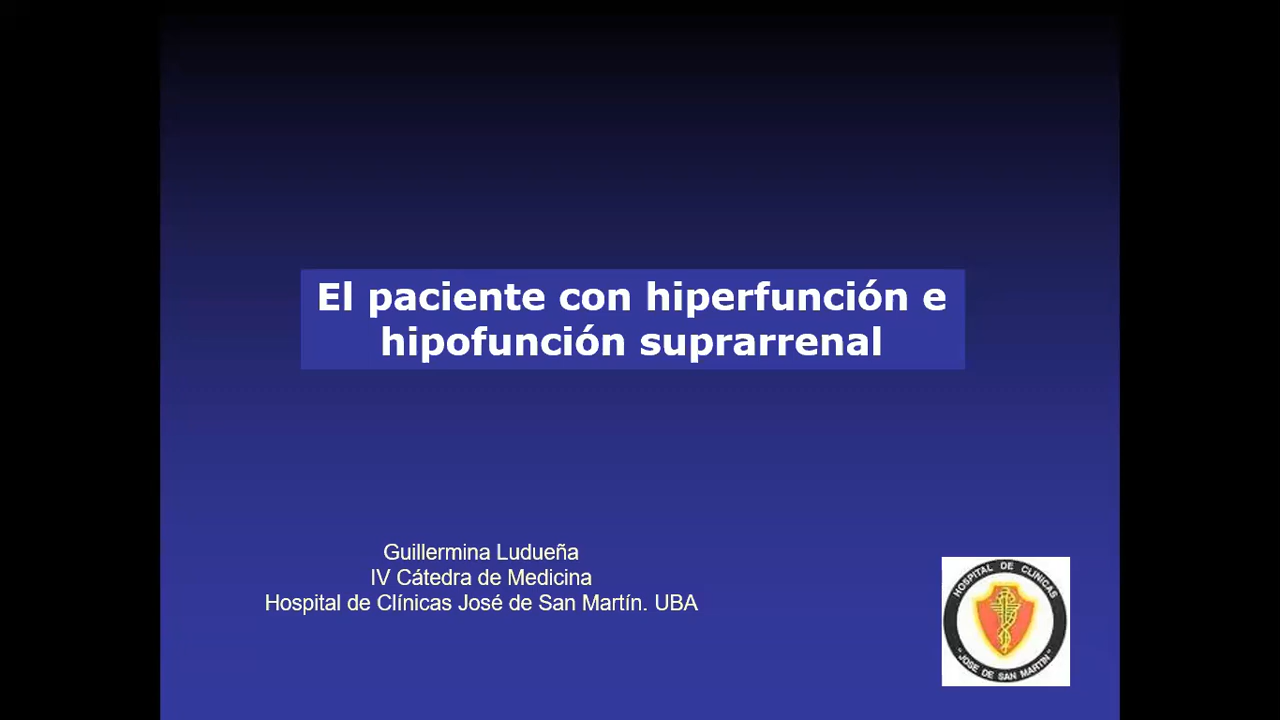 El paciente con hiperfunción e
hipofunción suprarrenal
Guillermina Ludueña
IV Cátedra de Medicina
Hospital de Clínicas José de San Martín. UBA
HOSPITAL DE CLINICAS
"JOSE DE SAN MARTIN"